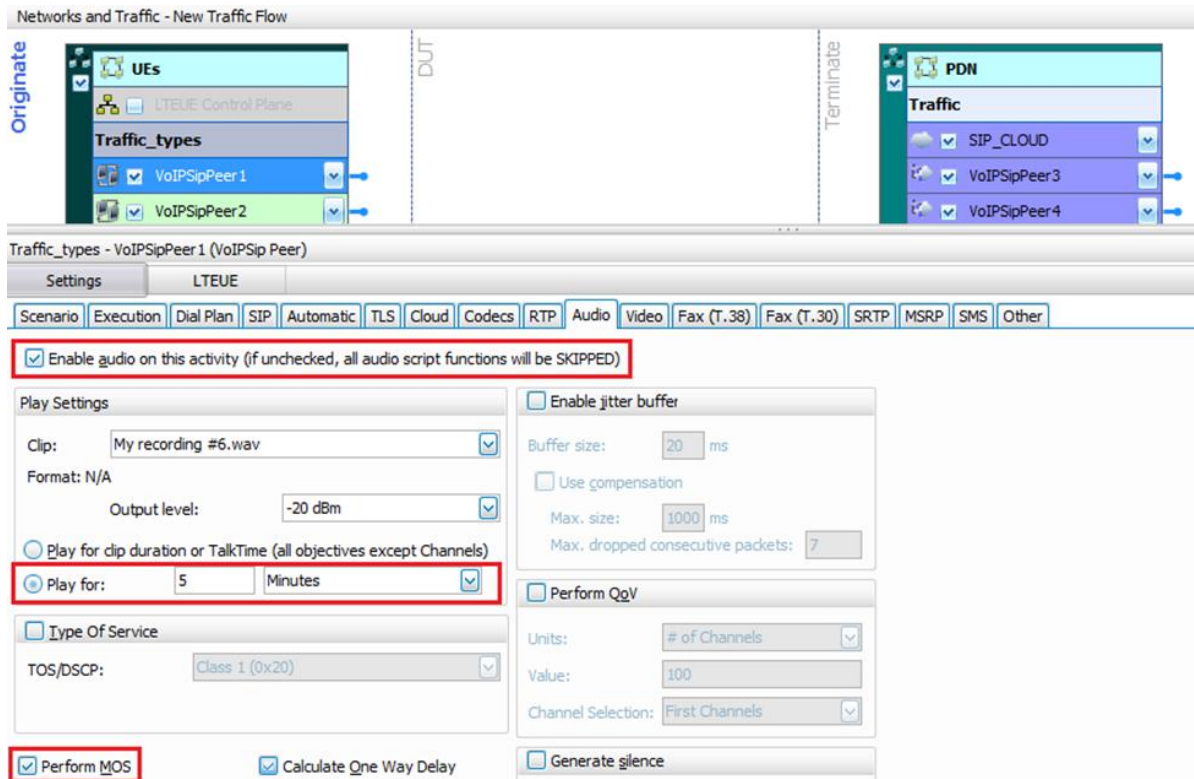 Networks and Traffic - New Traffic Flow
Originate
UEs
LTEUE Control Plane
Traffic_types
VoIPSipPeer1
VoIPSipPeer2
DUT
Terminate
PDN
Traffic
SIP_CLOUD
VoIPSipPeer3
VoIPSipPeer4
Traffic_types - VoIPSipPeer1 (VoIPSip Peer)
Settings LTEUE
Scenario Execution Dial Plan SIP Automatic TLS Cloud Codecs RTP Audio Video Fax (T.38) Fax (T.30) SRTP MSRP SMS Other
Enable audio on this activity (if unchecked, all audio script functions will be SKIPPED)
Play Settings
Clip: My recording #6.wav
Format: N/A
Output level: -20 dBm
Play for clip duration or TalkTime (all objectives except Channels)
Play for: 5 Minutes
Type Of Service
TOS/DSCP: Class 1 (0x20)
Perform MOS
Calculate One Way Delay
Enable jitter buffer
Buffer size: 20 ms
Use compensation
Max. size: 1000 ms
Max. dropped consecutive packets: 7
Perform QoV
Units: # of Channels
Value: 100
Channel Selection: First Channels
Generate silence